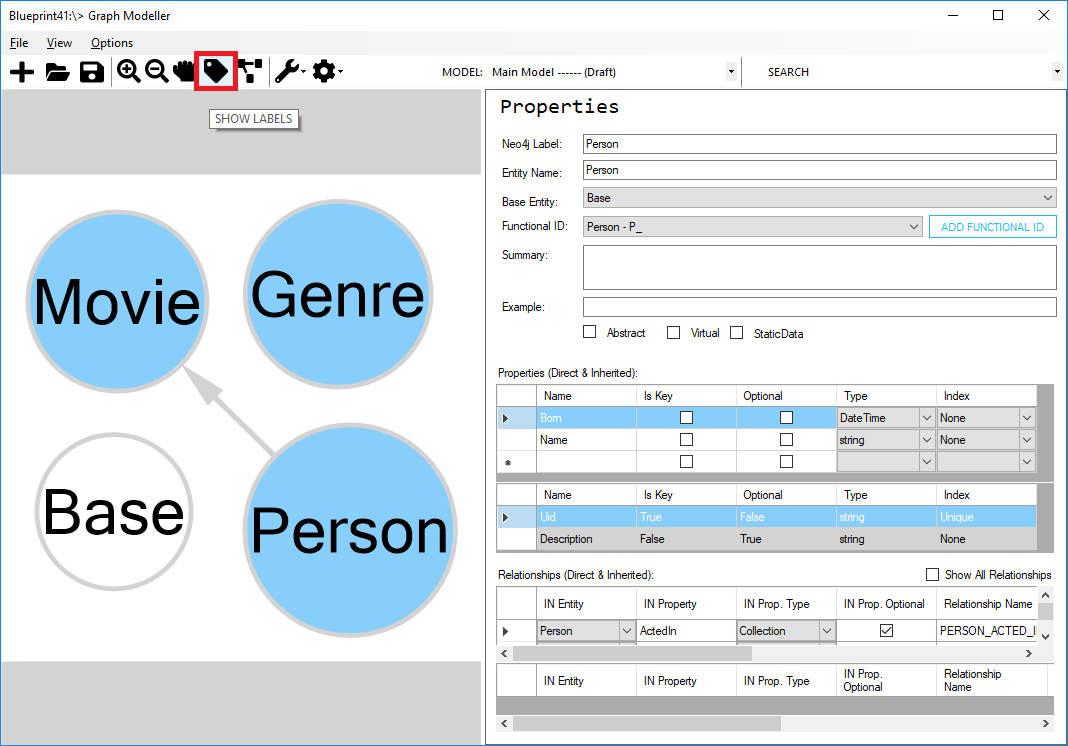 Blueprint41:\> Graph Modeller
File View Options
MODEL: Main Model ------ (Draft) SEARCH
SHOW LABELS
Movie
Genre
Base
Person
Properties
Neo4j Label: Person
Entity Name: Person
Base Entity: Base
Functional ID: Person - P_ ADD FUNCTIONAL ID
Summary:
Example:
Abstract Virtual StaticData
Properties (Direct & Inherited):
Name Is Key Optional Type Index
Born DateTime None
Name string None
Name Is Key Optional Type Index
Uid True False string Unique
Description False True string None
Relationships (Direct & Inherited): Show All Relationships
IN Entity IN Property IN Prop. Type IN Prop. Optional Relationship Name
Person ActedIn Collection PERSON_ACTED_I
IN Entity IN Property IN Prop. Type IN Prop. Optional Relationship Name